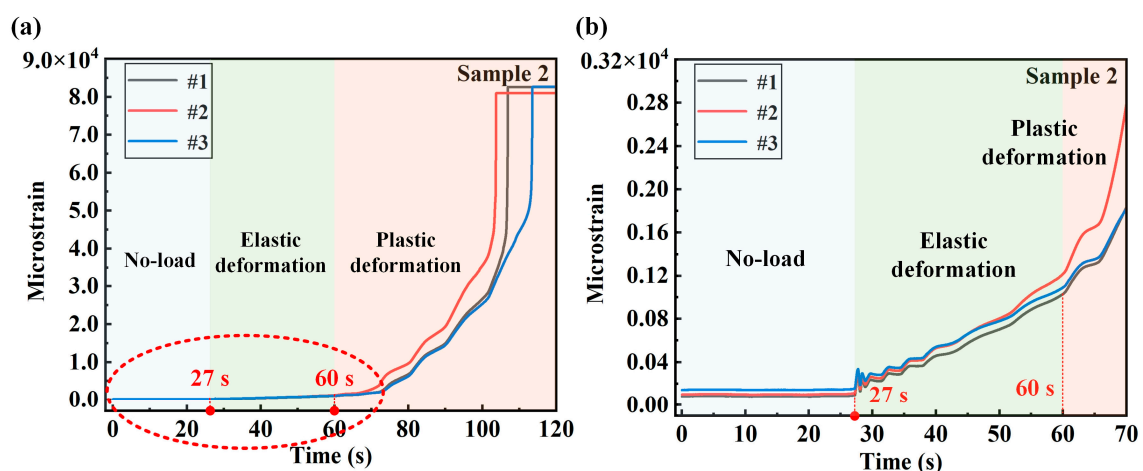 (a)
9.0×10⁴
8.0
7.0
6.0
5.0
4.0
3.0
2.0
1.0
0.0
Microstrain
#1
#2
#3
Sample 2
No-load
Elastic
deformation
Plastic
deformation
27 s
60 s
0 20 40 60 80 100 120
Time (s)
(b)
0.32×10⁴
0.28
0.24
0.20
0.16
0.12
0.08
0.04
0.00
Microstrain
#1
#2
#3
Sample 2
Plastic
deformation
No-load
Elastic
deformation
27 s
60 s
0 10 20 30 40 50 60 70
Time (s)